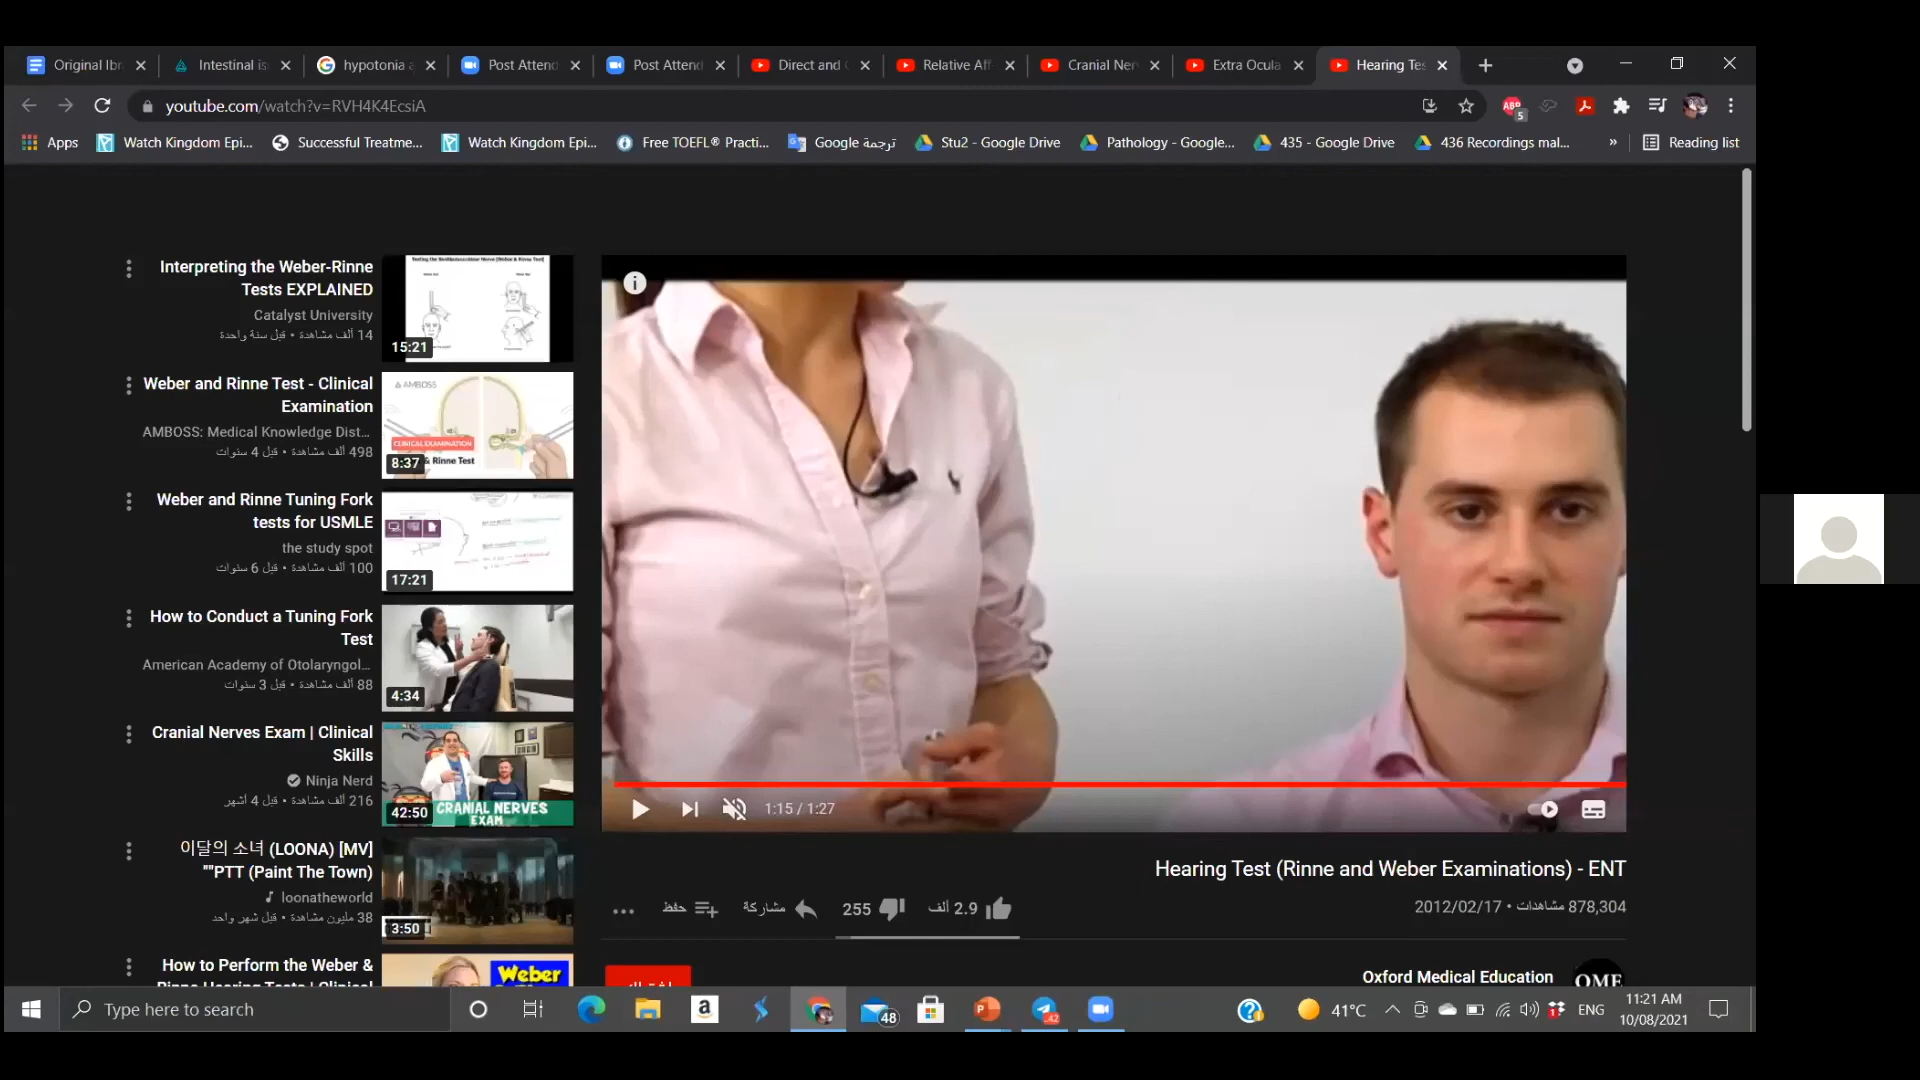 Original Ibr
Intestinal is
hypotonia a
Post Attend
Post Attend
Direct and
Relative Aff
Cranial Ner
Extra Ocula
Hearing Tes
youtube.com/watch?v=RVH4K4EcsiA
ABP
5
Apps
Watch Kingdom Epi...
Successful Treatme...
Watch Kingdom Epi...
Free TOEFL® Practi...
ترجمة Google
Stu2 - Google Drive
Pathology - Google...
435 - Google Drive
436 Recordings mal...
»
Reading list
Interpreting the Weber-Rinne
Tests EXPLAINED
Catalyst University
14 ألف مشاهدة • قبل سنة واحدة
15:21
Weber and Rinne Test - Clinical
Examination
AMBOSS: Medical Knowledge Dist...
498 ألف مشاهدة • قبل 4 سنوات
AMBOSS
CLINICAL EXAMINATION
& Rinne Test
8:37
Weber and Rinne Tuning Fork
tests for USMLE
the study spot
100 ألف مشاهدة • قبل 6 سنوات
17:21
How to Conduct a Tuning Fork
Test
American Academy of Otolaryngol...
88 ألف مشاهدة • قبل 3 سنوات
4:34
Cranial Nerves Exam | Clinical
Skills
Ninja Nerd
216 ألف مشاهدة • قبل 4 أشهر
CRANIAL NERVES
EXAM
42:50
이달의 소녀 (LOONA) [MV]
""PTT (Paint The Town)
loonatheworld
38 مليون مشاهدة • قبل شهر واحد
3:50
How to Perform the Weber &
Weber
1:15 / 1:27
Hearing Test (Rinne and Weber Examinations) - ENT
878,304 مشاهدات • 2012/02/17
2.9 ألف
255
مشاركة
حفظ
Oxford Medical Education
OME
Type here to search
48
42
41°C
ENG
11:21 AM
10/08/2021